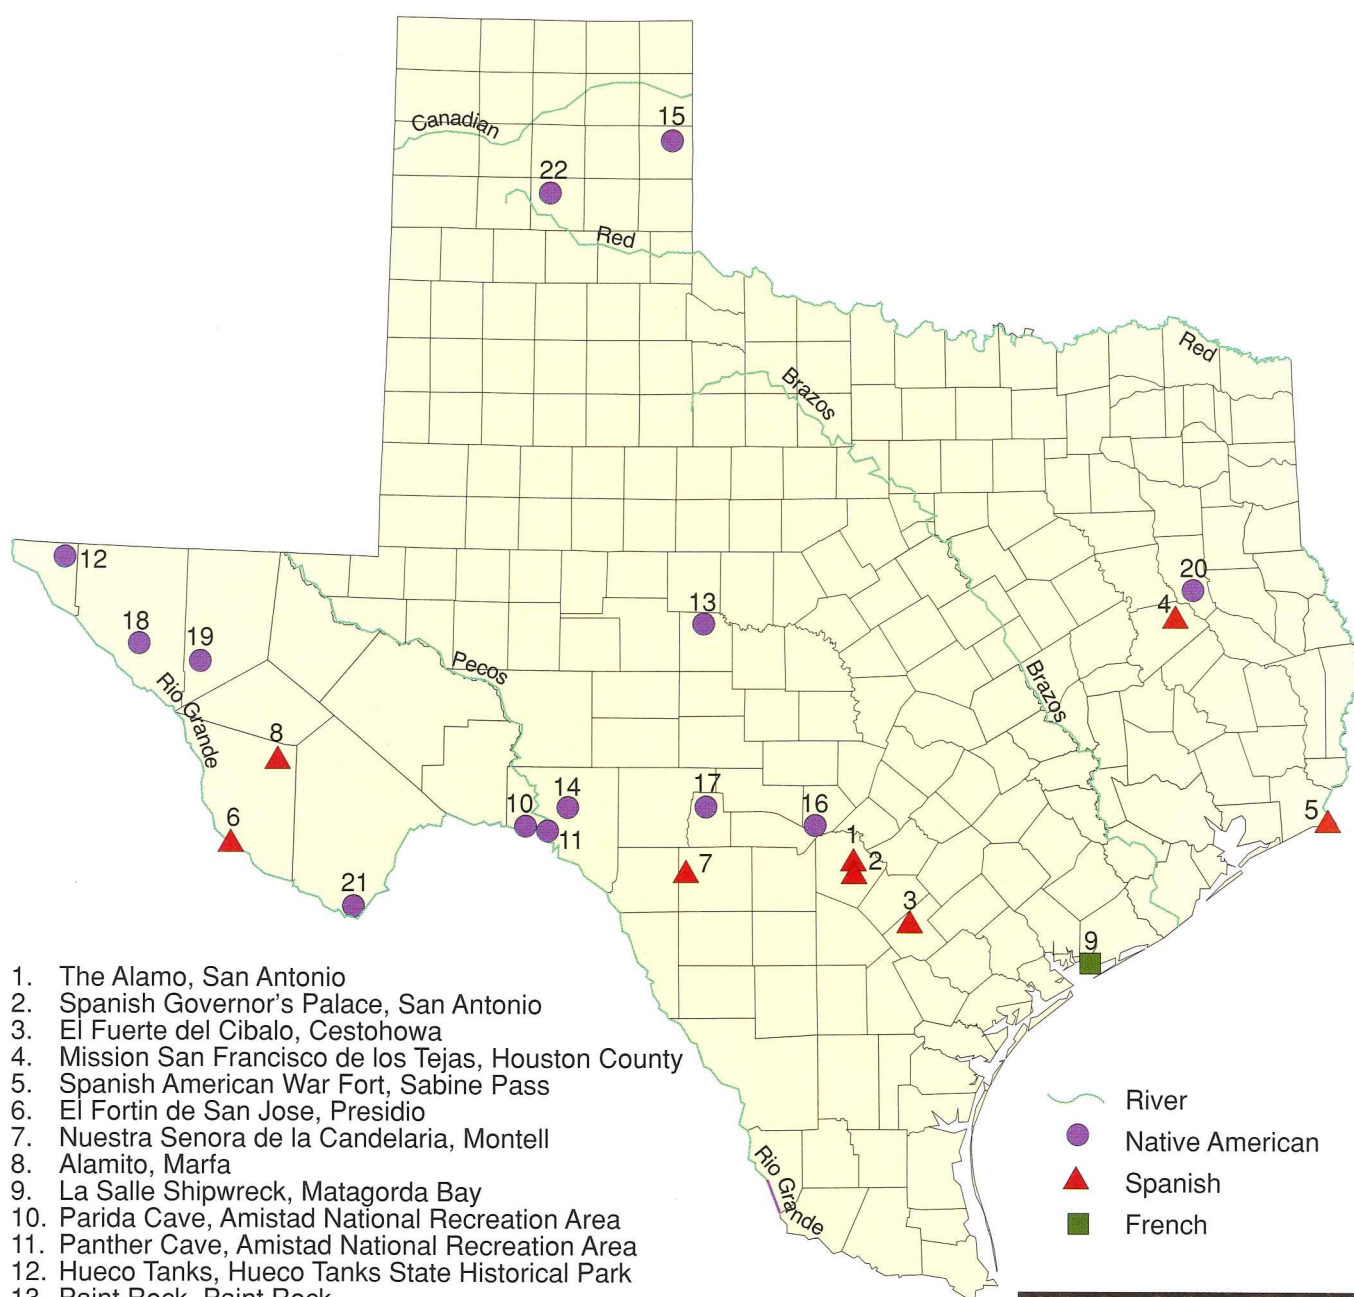 Canadian
15
22
Red
Red
Brazos
12
18
19
13
20
4
Pecos
Rio Grande
Brazos
8
14
17
16
10
11
6
1
2
5
7
21
3
9
1. The Alamo, San Antonio
2. Spanish Governor's Palace, San Antonio
3. El Fuerte del Cibalo, Cestohowa
4. Mission San Francisco de los Tejas, Houston County
5. Spanish American War Fort, Sabine Pass
6. El Fortin de San Jose, Presidio
7. Nuestra Senora de la Candelaria, Montell
8. Alamito, Marfa
9. La Salle Shipwreck, Matagorda Bay
10. Parida Cave, Amistad National Recreation Area
11. Panther Cave, Amistad National Recreation Area
12. Hueco Tanks, Hueco Tanks State Historical Park
13. Paint Rock, Paint Rock
Rio Grande
River
Native American
Spanish
French